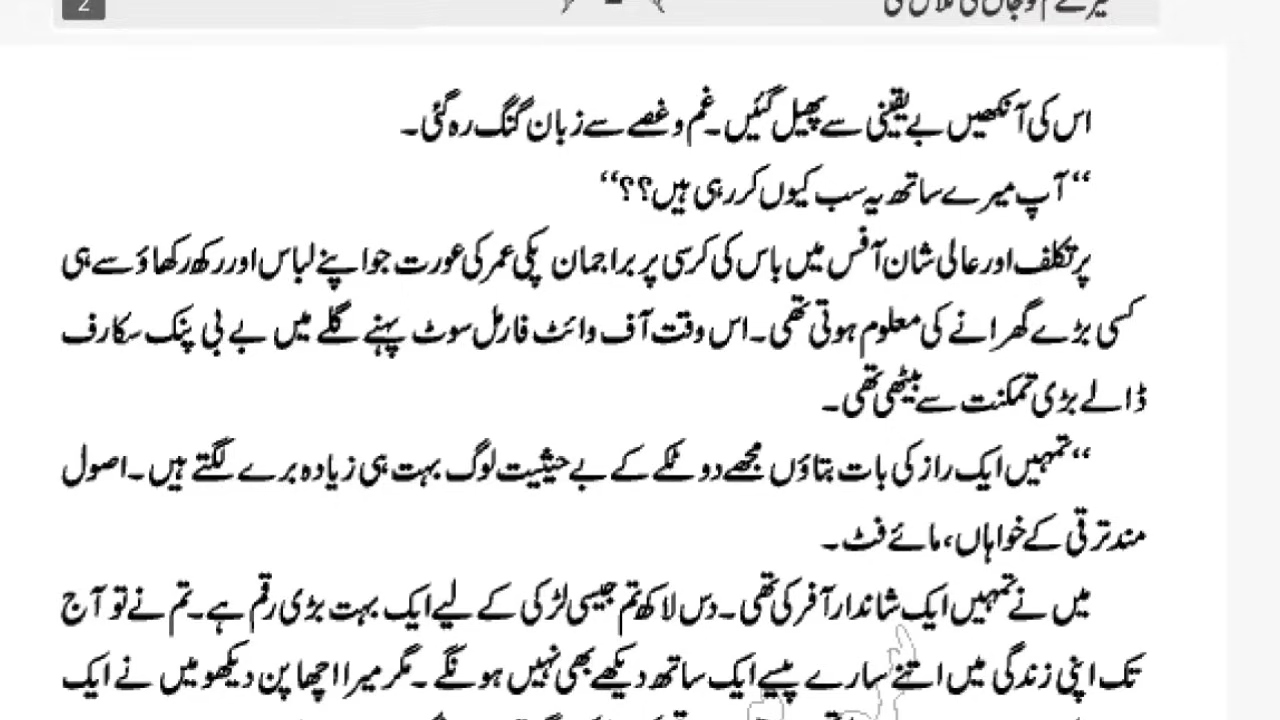 2
اس کی آنکھیں بے یقینی سے پھیل گئیں۔ غم و غصے سے زبان گنگ رہ گئی۔
“آپ میرے ساتھ یہ سب کیوں کر رہی ہیں؟؟“
پر تکلف اور عالی شان آفس میں باس کی کرسی پر براجمان پکی عمر کی عورت جو اپنے لباس اور رکھ رکھاؤ سے ہی
کسی بڑے گھرانے کی معلوم ہوتی تھی۔ اس وقت آف وائٹ فارمل سوٹ پہنے گلے میں بے بی پنک سکارف
ڈالے بڑی تمکنت سے بیٹھی تھی۔
“تمہیں ایک راز کی بات بتاؤں مجھے دو ٹکے کے بے حیثیت لوگ بہت ہی زیادہ برے لگتے ہیں۔ اصول
مند ترقی کے خواہاں، مائے فٹ۔
میں نے تمہیں ایک شاندار آفر کی تھی۔ دس لاکھ تم جیسی لڑکی کے لیے ایک بہت بڑی رقم ہے۔ تم نے تو آج
تک اپنی زندگی میں اتنے سارے پیسے ایک ساتھ دیکھے بھی نہیں ہونگے۔ مگر میرا اچھا پن دیکھو میں نے ایک